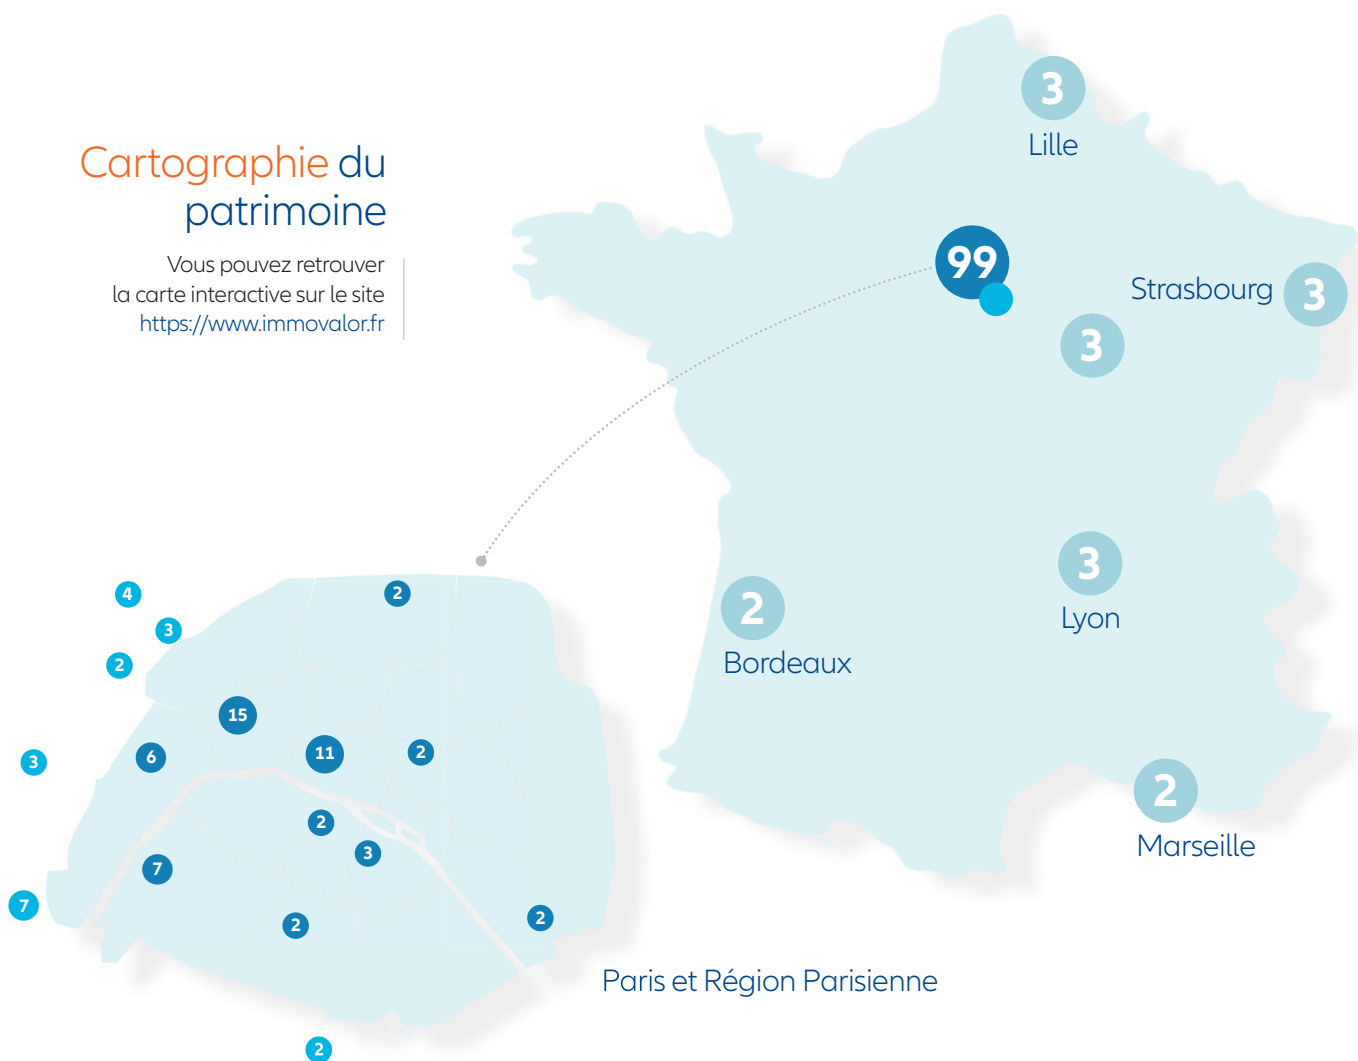 Cartographie du
patrimoine
Vous pouvez retrouver
la carte interactive sur le site
https://www.immovalor.fr
3
Lille
99
Strasbourg
3
3
3
Lyon
2
Bordeaux
2
Marseille
4
2
3
2
15
11
2
6
3
2
3
7
7
2
2
Paris et Région Parisienne
2